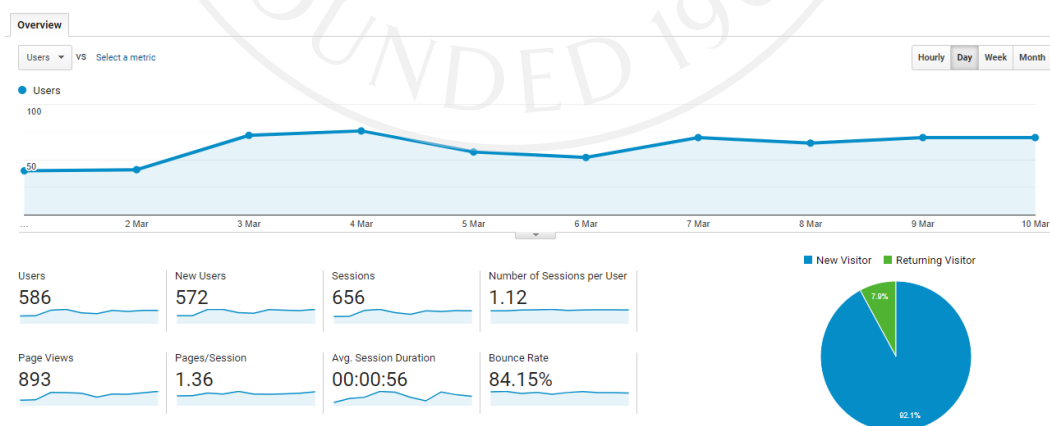 UNDED 19
Overview
Users VS Select a metric
Hourly Day Week Month
Users
100
50
... 2 Mar 3 Mar 4 Mar 5 Mar 6 Mar 7 Mar 8 Mar 9 Mar 10 Mar
New Visitor Returning Visitor
Users New Users Sessions Number of Sessions per User
586 572 656 1.12
7.9%
Page Views Pages/Session Avg. Session Duration Bounce Rate
893 1.36 00:00:56 84.15%
92.1%